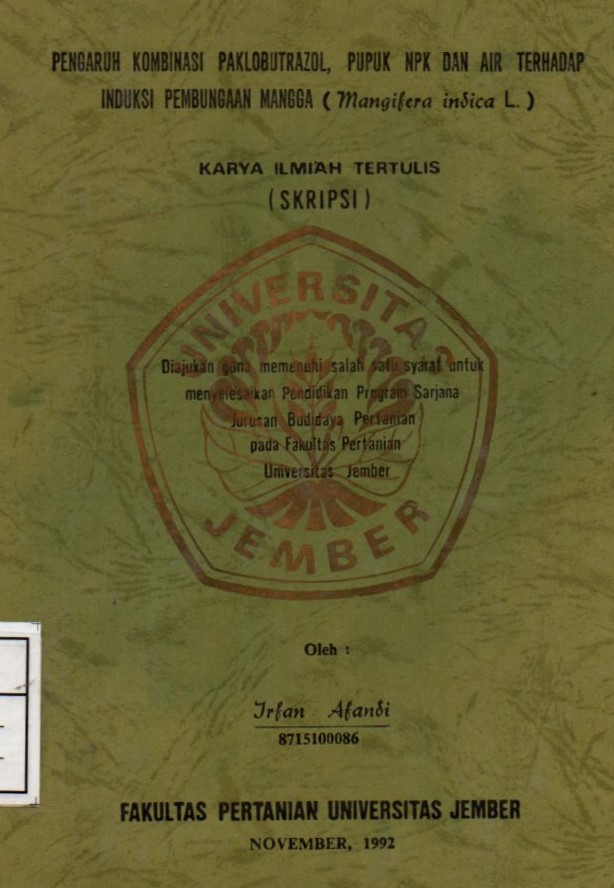 PENGARUH KOMBINASI PAKLOBUTRAZOL, PUPUK NPK DAN AIR TERHADAP
INDUKSI PEMBUNGAAN MANGGA ( Mangifera indica L. )
KARYA ILMIAH TERTULIS
( SKRIPSI )
UNIVERSITAS
Diajukan guna memenuhi salah satu syarat untuk
menyelesaikan Pendidikan Program Sarjana
Jurusan Budidaya Pertanian
pada Fakultas Pertanian
Universitas Jember
JEMBER
Oleh :
Irfan Afandi
8715100086
FAKULTAS PERTANIAN UNIVERSITAS JEMBER
NOVEMBER, 1992